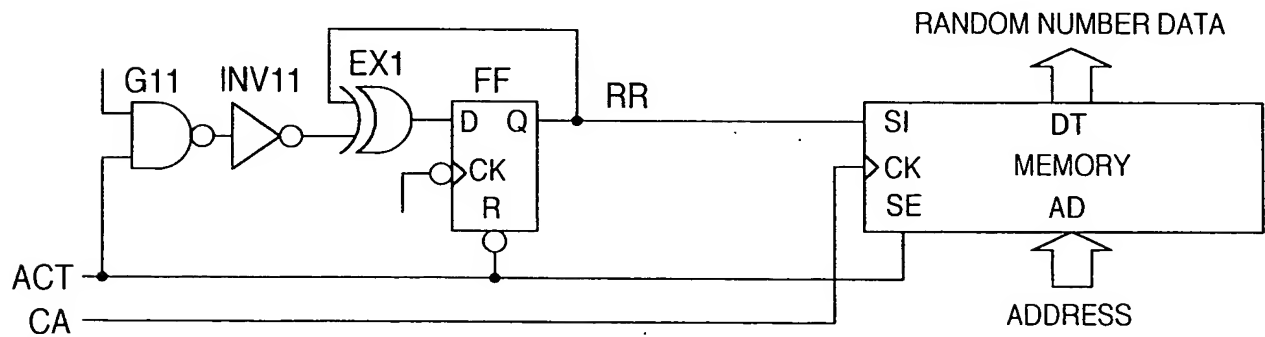 RANDOM NUMBER DATA
G11 INV11 EX1 FF RR
D Q SI DT
CK CK MEMORY
R SE AD
ACT
CA ADDRESS